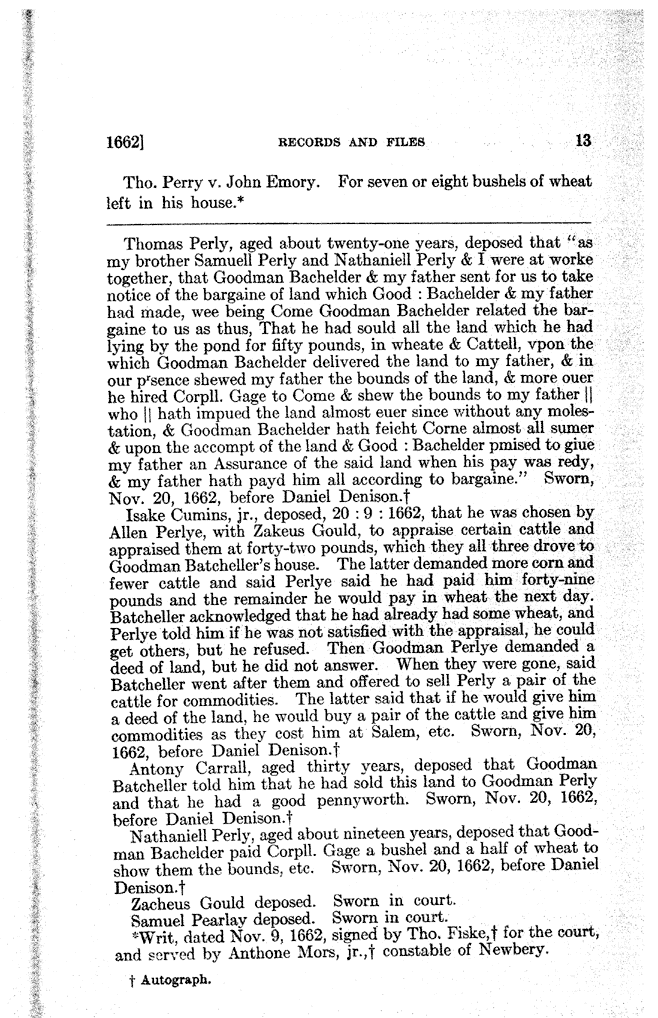 1662] RECORDS AND FILES 13
Tho. Perry v. John Emory. For seven or eight bushels of wheat
left in his house.*
Thomas Perly, aged about twenty-one years, deposed that "as
my brother Samuell Perly and Nathaniell Perly & I were at worke
together, that Goodman Bachelder & my father sent for us to take
notice of the bargaine of land which Good : Bachelder & my father
had made, wee being Come Goodman Bachelder related the bar-
gaine to us as thus, That he had sould all the land which he had
lying by the pond for fifty pounds, in wheate & Cattell, vpon the
which Goodman Bachelder delivered the land to my father, & in
our pʳsence shewed my father the bounds of the land, & more ouer
he hired Corpll. Gage to Come & shew the bounds to my father ||
who || hath impued the land almost euer since without any moles-
tation, & Goodman Bachelder hath feicht Corne almost all sumer
& upon the accompt of the land & Good : Bachelder pmised to giue
my father an Assurance of the said land when his pay was redy,
& my father hath payd him all according to bargaine." Sworn,
Nov. 20, 1662, before Daniel Denison.†
Isake Cumins, jr., deposed, 20 : 9 : 1662, that he was chosen by
Allen Perlye, with Zakeus Gould, to appraise certain cattle and
appraised them at forty-two pounds, which they all three drove to
Goodman Batcheller's house. The latter demanded more corn and
fewer cattle and said Perlye said he had paid him forty-nine
pounds and the remainder he would pay in wheat the next day.
Batcheller acknowledged that he had already had some wheat, and
Perlye told him if he was not satisfied with the appraisal, he could
get others, but he refused. Then Goodman Perlye demanded a
deed of land, but he did not answer. When they were gone, said
Batcheller went after them and offered to sell Perly a pair of the
cattle for commodities. The latter said that if he would give him
a deed of the land, he would buy a pair of the cattle and give him
commodities as they cost him at Salem, etc. Sworn, Nov. 20,
1662, before Daniel Denison.†
Antony Carrall, aged thirty years, deposed that Goodman
Batcheller told him that he had sold this land to Goodman Perly
and that he had a good pennyworth. Sworn, Nov. 20, 1662,
before Daniel Denison.†
Nathaniell Perly, aged about nineteen years, deposed that Good-
man Bachelder paid Corpll. Gage a bushel and a half of wheat to
show them the bounds, etc. Sworn, Nov. 20, 1662, before Daniel
Denison.†
Zacheus Gould deposed. Sworn in court.
Samuel Pearlay deposed. Sworn in court.
*Writ, dated Nov. 9, 1662, signed by Tho. Fiske,† for the court,
and served by Anthone Mors, jr.,† constable of Newbery.
† Autograph.